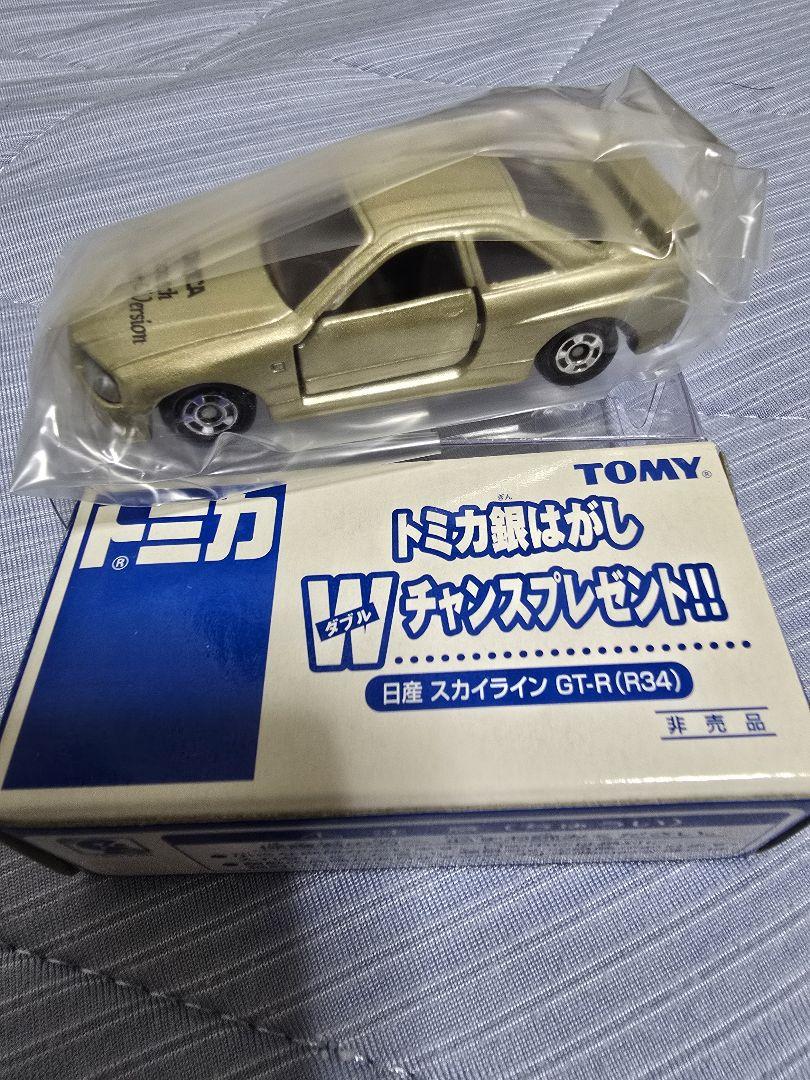 Version
TOMY®
トミカ®
ぎん
トミカ銀はがし
Wダブル
チャンスプレゼント!!
日産 スカイライン GT-R(R34)
非売品